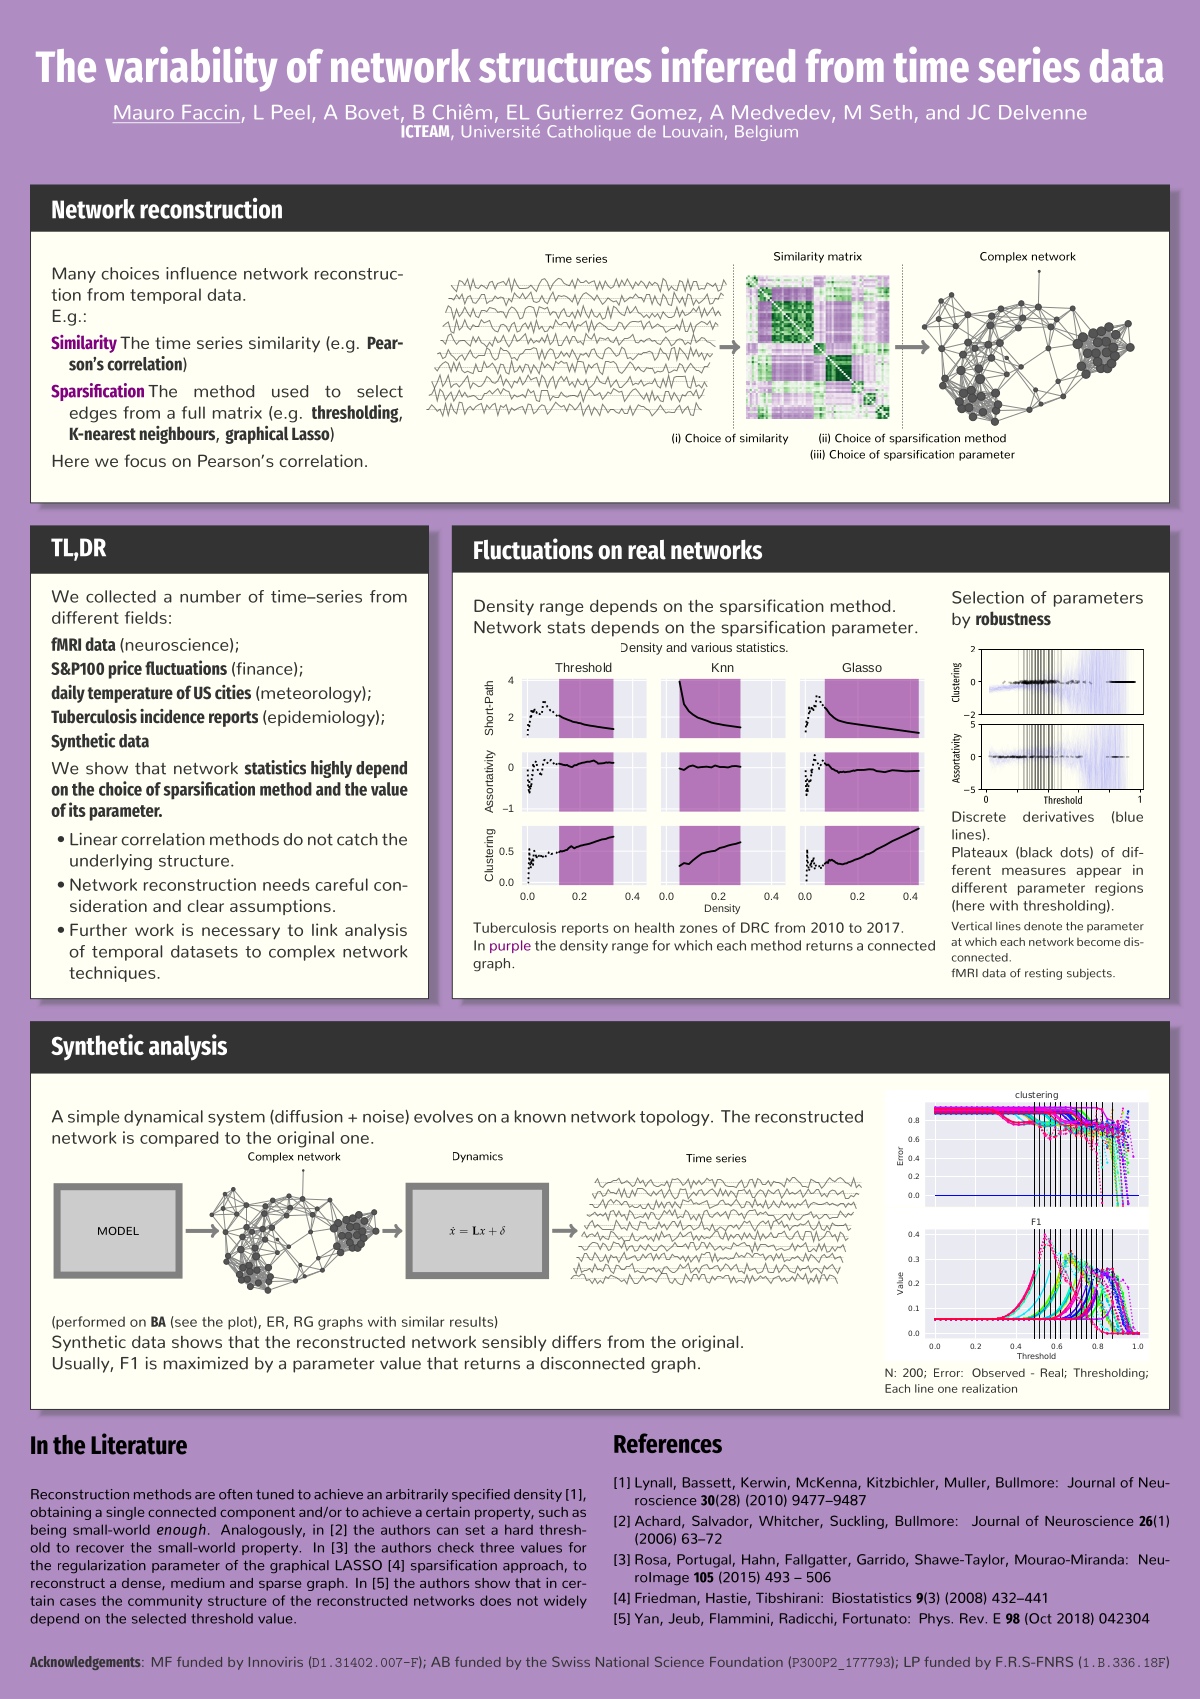 The variability of network structures inferred from time series data
Mauro Faccin, L Peel, A Bovet, B Chiêm, EL Gutierrez Gomez, A Medvedev, M Seth, and JC Delvenne
ICTEAM, Université Catholique de Louvain, Belgium
Network reconstruction
Many choices influence network reconstruc-
tion from temporal data.
E.g.:
Similarity The time series similarity (e.g. Pear-
son's correlation)
Sparsification The method used to select
edges from a full matrix (e.g. thresholding,
K-nearest neighbours, graphical Lasso)
Here we focus on Pearson's correlation.
Time series
Similarity matrix
Complex network
(i) Choice of similarity
(ii) Choice of sparsification method
(iii) Choice of sparsification parameter
TL,DR
We collected a number of time–series from
different fields:
fMRI data (neuroscience);
S&P100 price fluctuations (finance);
daily temperature of US cities (meteorology);
Tuberculosis incidence reports (epidemiology);
Synthetic data
We show that network statistics highly depend
on the choice of sparsification method and the value
of its parameter.
• Linear correlation methods do not catch the
underlying structure.
• Network reconstruction needs careful con-
sideration and clear assumptions.
• Further work is necessary to link analysis
of temporal datasets to complex network
techniques.
Fluctuations on real networks
Density range depends on the sparsification method.
Network stats depends on the sparsification parameter.
Density and various statistics.
Threshold Knn Glasso
Short-Path
4
2
Assortativity
0
−1
Clustering
0.5
0.0
0.0 0.2 0.4 0.0 0.2 0.4 0.0 0.2 0.4
Density
Tuberculosis reports on health zones of DRC from 2010 to 2017.
In purple the density range for which each method returns a connected
graph.
Selection of parameters
by robustness
Clustering
2
0
−2
Assortativity
5
0
−5
0 Threshold 1
Discrete derivatives (blue
lines).
Plateaux (black dots) of dif-
ferent measures appear in
different parameter regions
(here with thresholding).
Vertical lines denote the parameter
at which each network become dis-
connected.
fMRI data of resting subjects.
Synthetic analysis
A simple dynamical system (diffusion + noise) evolves on a known network topology. The reconstructed
network is compared to the original one.
Complex network
Dynamics
Time series
MODEL
ẋ = Lx + δ
(performed on BA (see the plot), ER, RG graphs with similar results)
Synthetic data shows that the reconstructed network sensibly differs from the original.
Usually, F1 is maximized by a parameter value that returns a disconnected graph.
clustering
Error
0.8
0.6
0.4
0.2
0.0
F1
Value
0.4
0.3
0.2
0.1
0.0
0.0 0.2 0.4 0.6 0.8 1.0
Threshold
N: 200; Error: Observed - Real; Thresholding;
Each line one realization
In the Literature
Reconstruction methods are often tuned to achieve an arbitrarily specified density [1],
obtaining a single connected component and/or to achieve a certain property, such as
being small-world enough. Analogously, in [2] the authors can set a hard thresh-
old to recover the small-world property. In [3] the authors check three values for
the regularization parameter of the graphical LASSO [4] sparsification approach, to
reconstruct a dense, medium and sparse graph. In [5] the authors show that in cer-
tain cases the community structure of the reconstructed networks does not widely
depend on the selected threshold value.
References
[1] Lynall, Bassett, Kerwin, McKenna, Kitzbichler, Muller, Bullmore: Journal of Neu-
roscience 30(28) (2010) 9477–9487
[2] Achard, Salvador, Whitcher, Suckling, Bullmore: Journal of Neuroscience 26(1)
(2006) 63–72
[3] Rosa, Portugal, Hahn, Fallgatter, Garrido, Shawe-Taylor, Mourao-Miranda: Neu-
roImage 105 (2015) 493 – 506
[4] Friedman, Hastie, Tibshirani: Biostatistics 9(3) (2008) 432–441
[5] Yan, Jeub, Flammini, Radicchi, Fortunato: Phys. Rev. E 98 (Oct 2018) 042304
Acknowledgements: MF funded by Innoviris (D1.31402.007-F); AB funded by the Swiss National Science Foundation (P300P2_177793); LP funded by F.R.S-FNRS (1.B.336.18F)